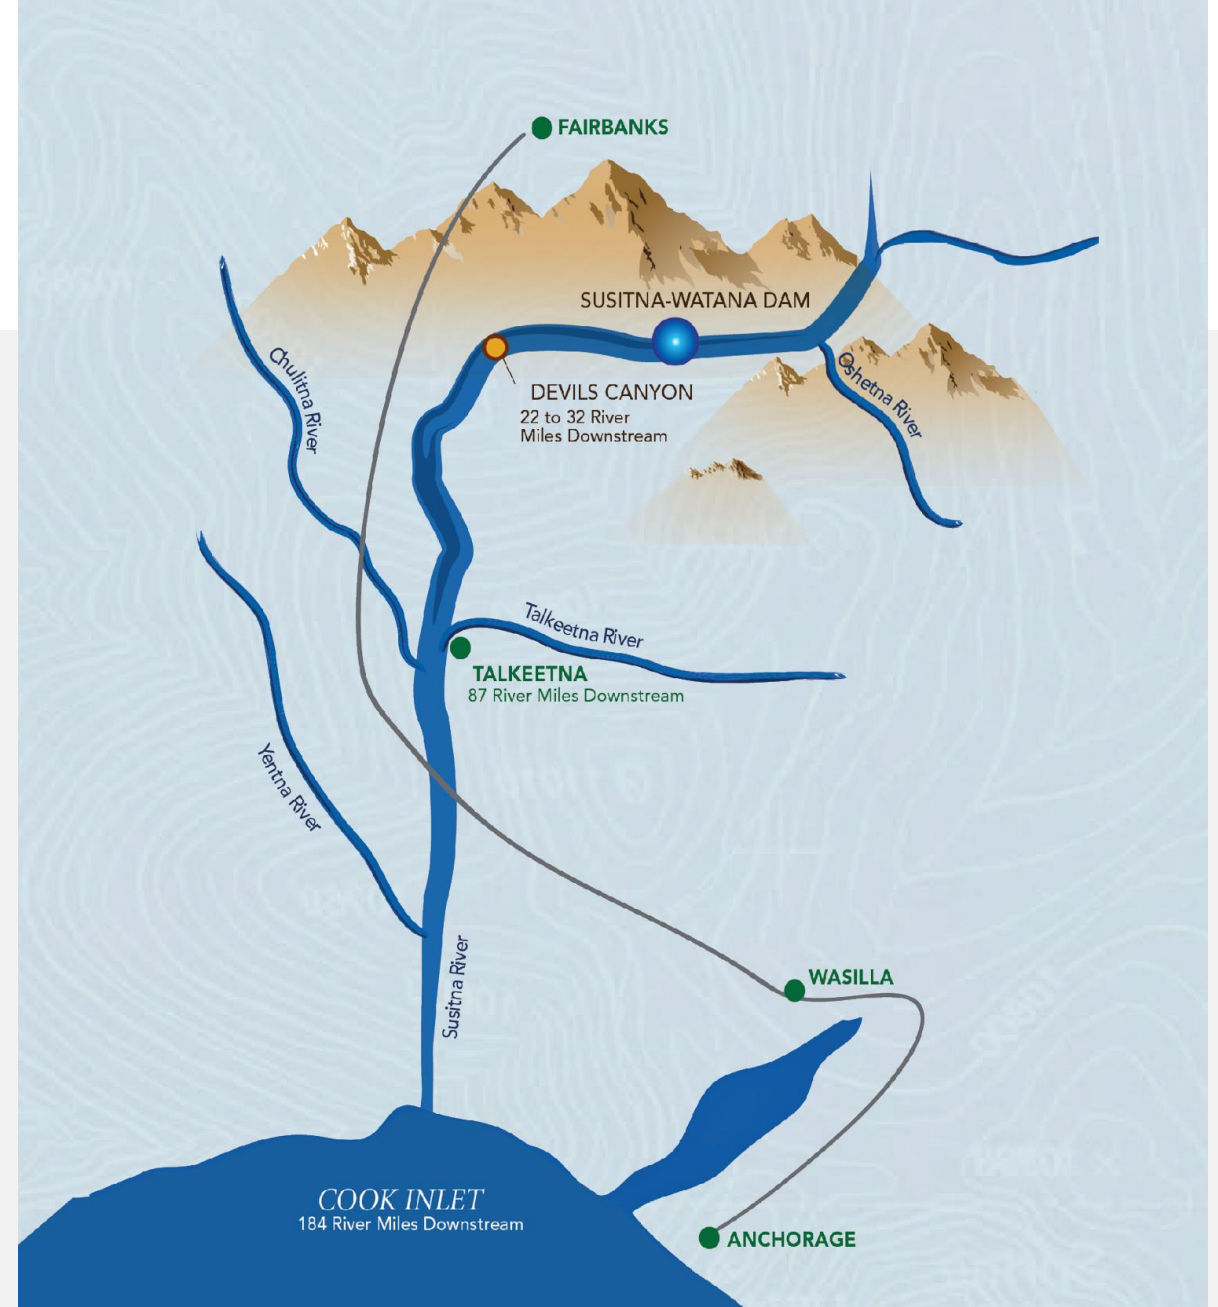 FAIRBANKS
SUSITNA-WATANA DAM
DEVILS CANYON
22 to 32 River
Miles Downstream
Chulitna River
Oshetna River
Talkeetna River
TALKEETNA
87 River Miles Downstream
Yentna River
Susitna River
WASILLA
COOK INLET
184 River Miles Downstream
ANCHORAGE